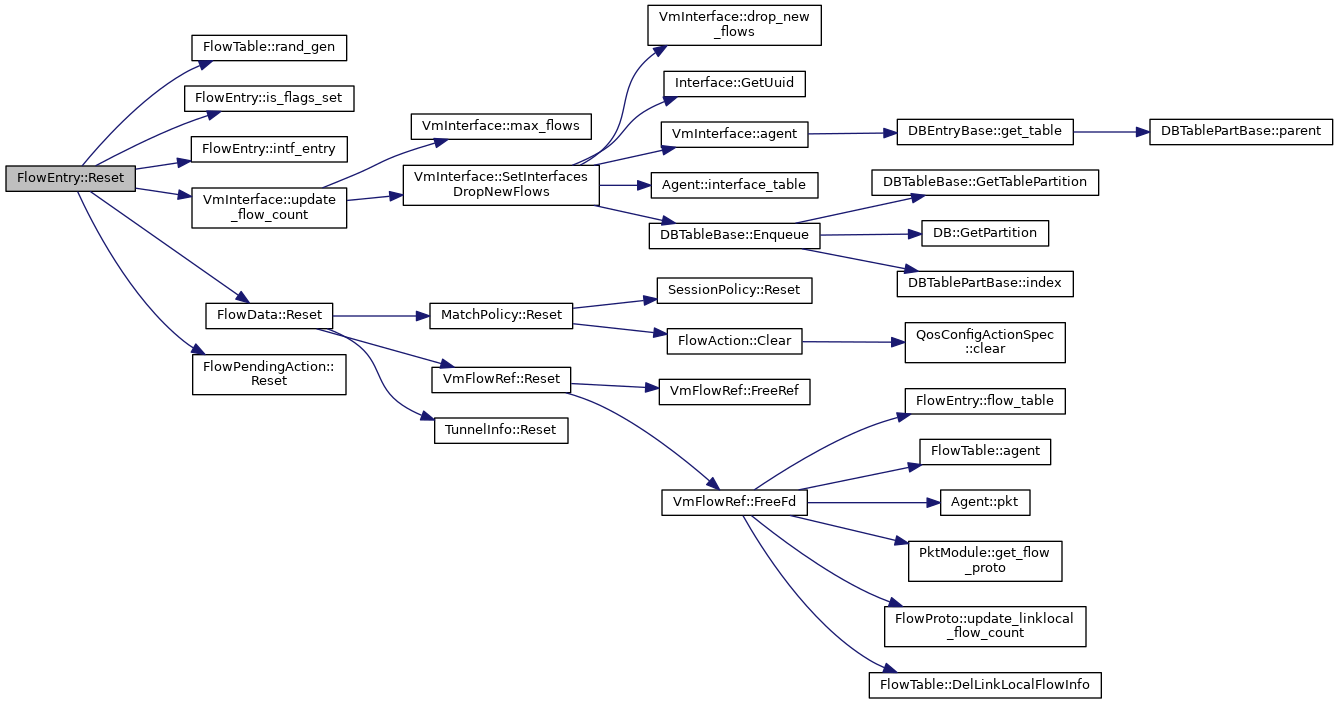 FlowEntry::Reset
FlowTable::rand_gen
FlowEntry::is_flags_set
FlowEntry::intf_entry
VmInterface::update
_flow_count
FlowData::Reset
FlowPendingAction::
Reset
VmInterface::max_flows
VmInterface::SetInterfaces
DropNewFlows
MatchPolicy::Reset
VmFlowRef::Reset
TunnelInfo::Reset
VmInterface::drop_new
_flows
Interface::GetUuid
VmInterface::agent
Agent::interface_table
DBTableBase::Enqueue
SessionPolicy::Reset
FlowAction::Clear
VmFlowRef::FreeRef
VmFlowRef::FreeFd
DBEntryBase::get_table
DBTableBase::GetTablePartition
DB::GetPartition
DBTablePartBase::index
QosConfigActionSpec
::clear
FlowEntry::flow_table
FlowTable::agent
Agent::pkt
PktModule::get_flow
_proto
FlowProto::update_linklocal
_flow_count
FlowTable::DelLinkLocalFlowInfo
DBTablePartBase::parent